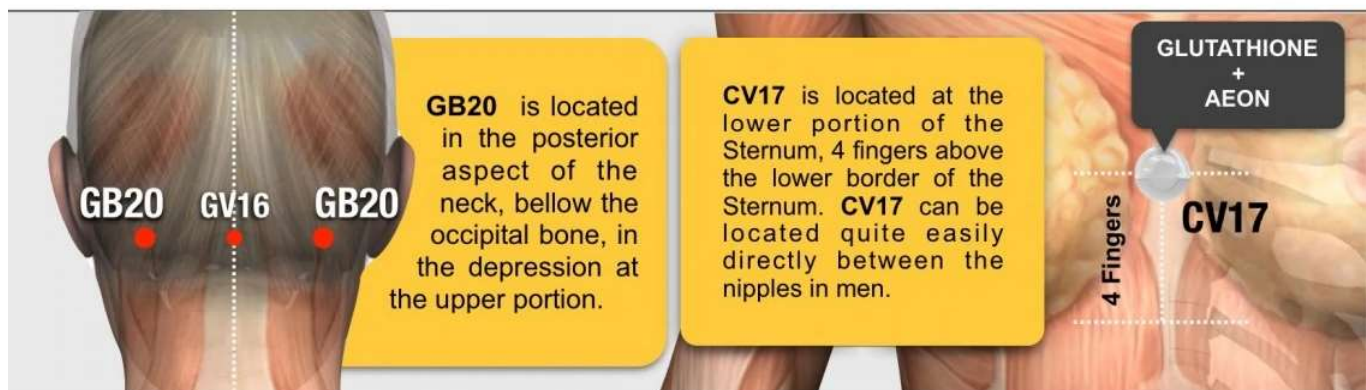 GB20 GV16 GB20
GB20 is located
in the posterior
aspect of the
neck, bellow the
occipital bone, in
the depression at
the upper portion.
CV17 is located at the
lower portion of the
Sternum, 4 fingers above
the lower border of the
Sternum. CV17 can be
located quite easily
directly between the
nipples in men.
GLUTATHIONE
+
AEON
CV17
4 Fingers